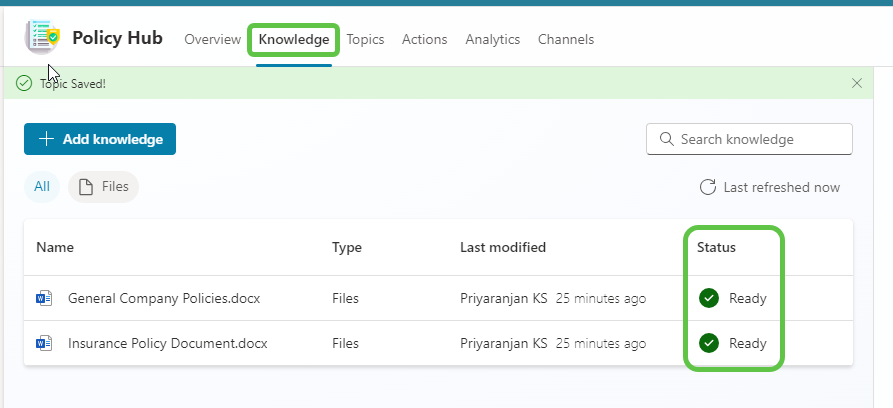 Policy Hub Overview Knowledge Topics Actions Analytics Channels
Topic Saved!
Add knowledge Search knowledge
All Files Last refreshed now
Name Type Last modified Status
General Company Policies.docx Files Priyaranjan KS 25 minutes ago Ready
Insurance Policy Document.docx Files Priyaranjan KS 25 minutes ago Ready